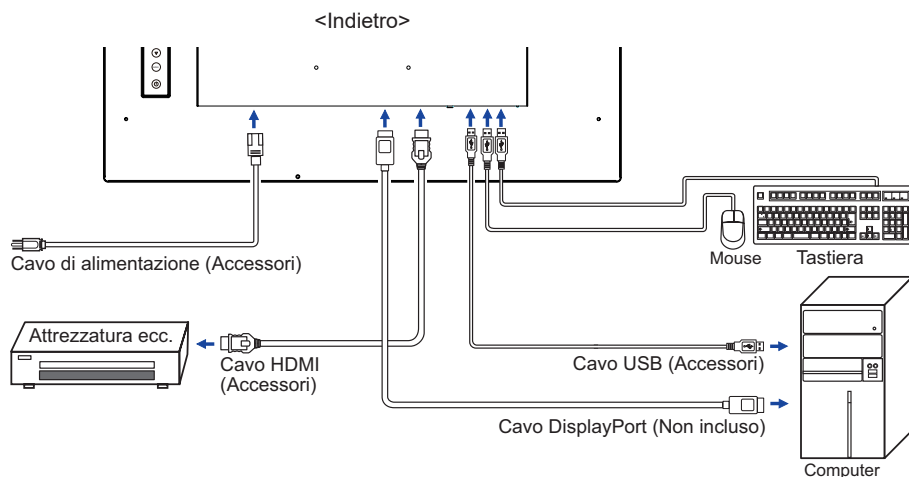 <Indietro>
Cavo di alimentazione (Accessori)
Mouse
Tastiera
Attrezzatura ecc.
Cavo HDMI
(Accessori)
Cavo USB (Accessori)
Cavo DisplayPort (Non incluso)
Computer